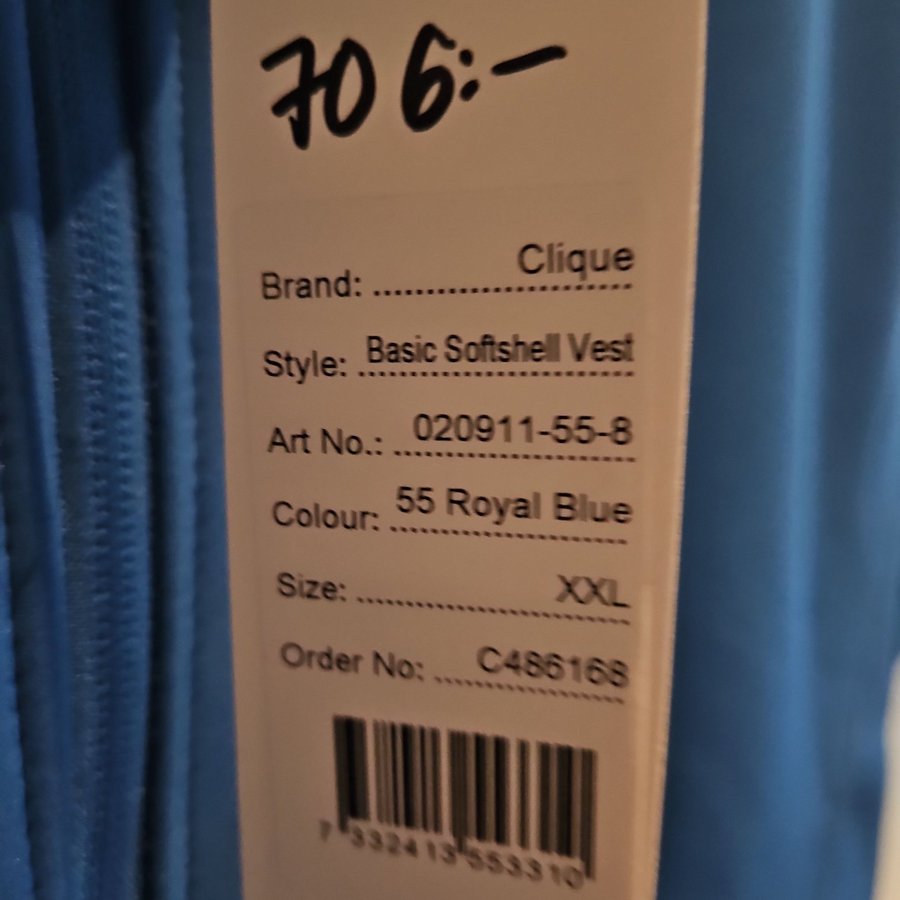 706:-
Brand: Clique
Style: Basic Softshell Vest
Art No.: 020911-55-8
Colour: 55 Royal Blue
Size: XXL
Order No: C486168
7 332413 553310